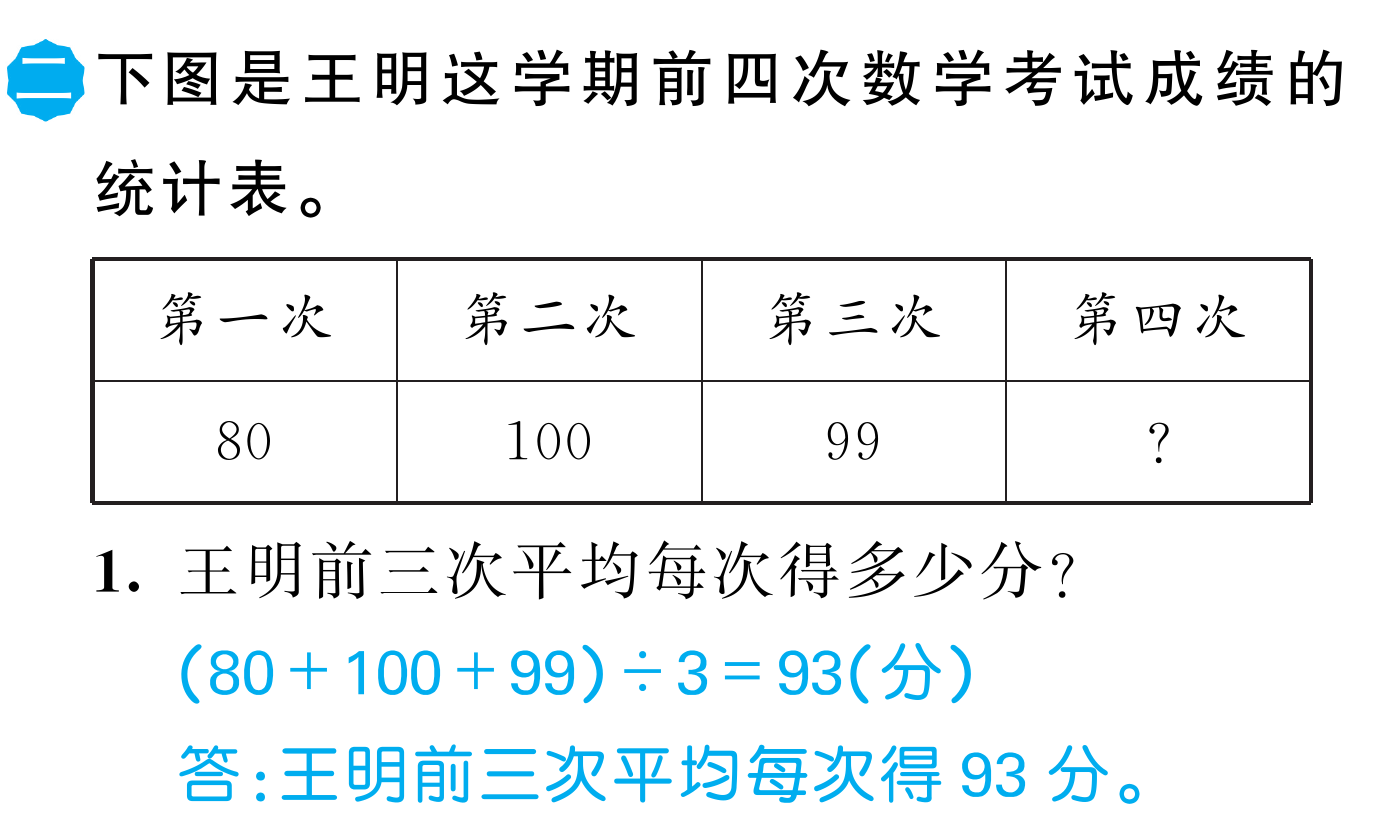 二 下图是王明这学期前四次数学考试成绩的
统计表。
第一次 第二次 第三次 第四次
80 100 99 ?
1. 王明前三次平均每次得多少分?
(80+100+99)÷3=93(分)
答:王明前三次平均每次得 93 分。